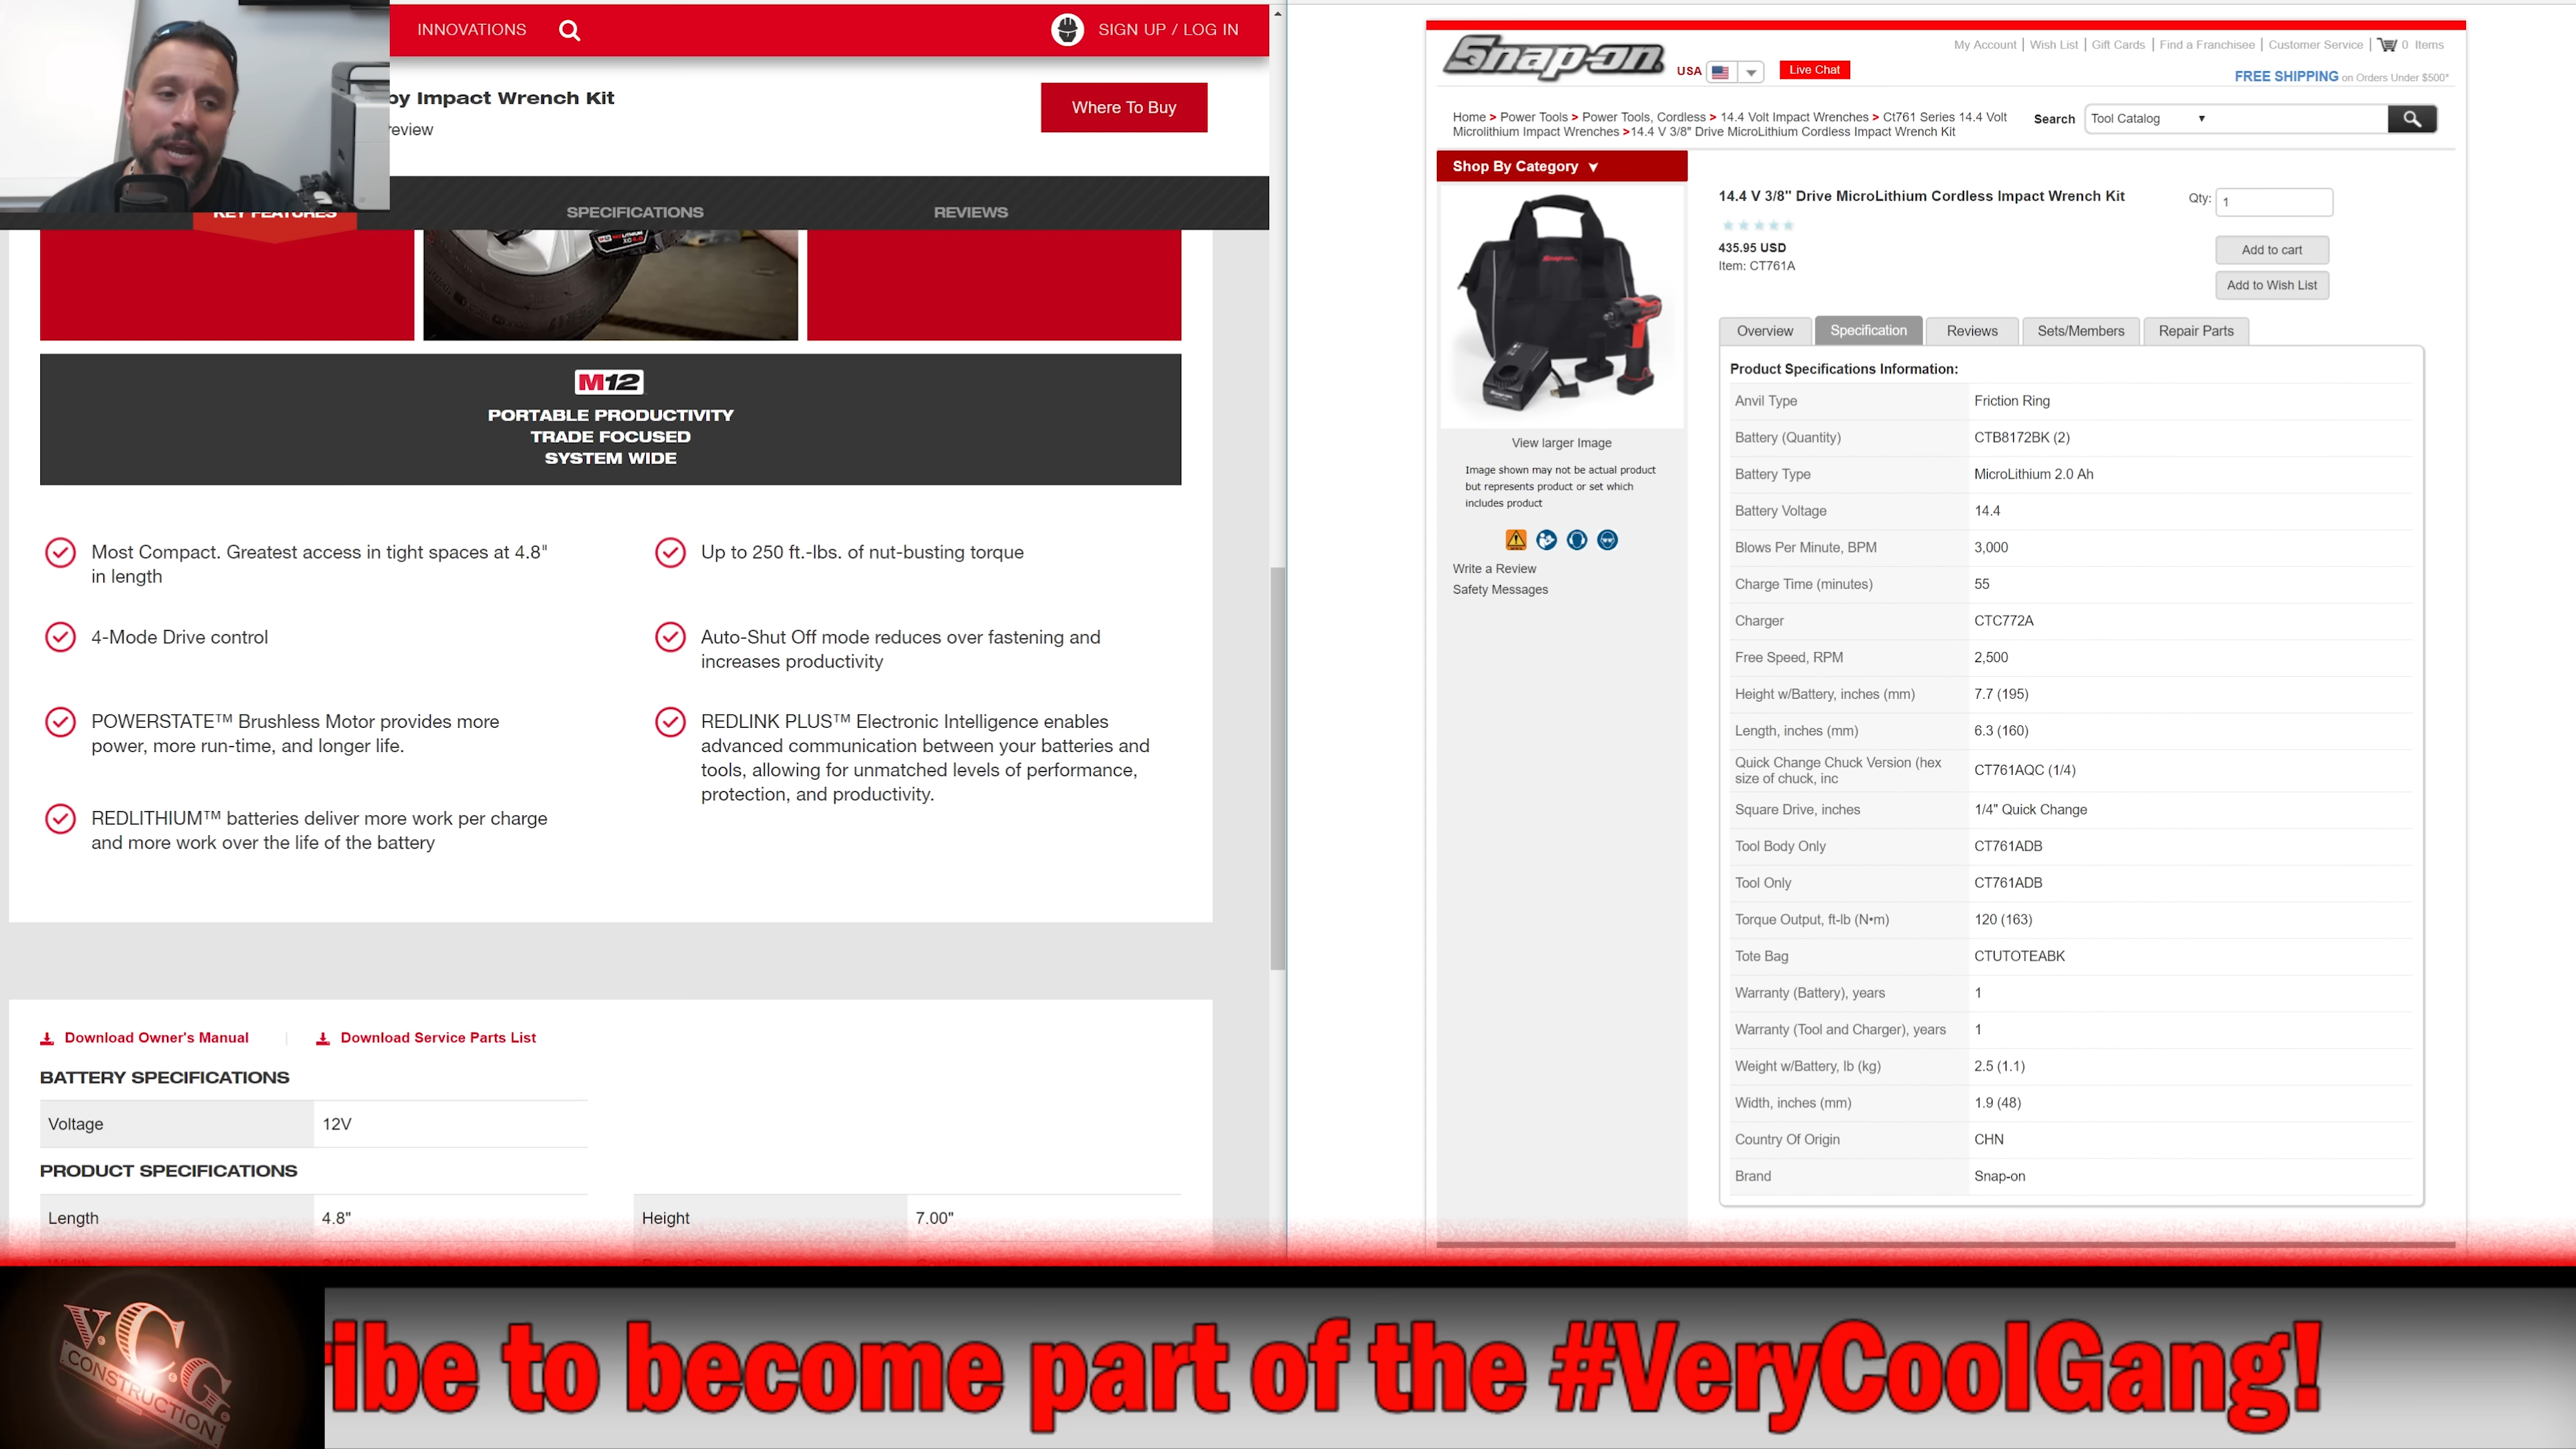 INNOVATIONS
SIGN UP / LOG IN
by Impact Wrench Kit
review
Where To Buy
KEY FEATURES
SPECIFICATIONS
REVIEWS
M12
PORTABLE PRODUCTIVITY
TRADE FOCUSED
SYSTEM WIDE
Most Compact. Greatest access in tight spaces at 4.8"
in length
Up to 250 ft.-lbs. of nut-busting torque
4-Mode Drive control
Auto-Shut Off mode reduces over fastening and
increases productivity
POWERSTATE™ Brushless Motor provides more
power, more run-time, and longer life.
REDLINK PLUS™ Electronic Intelligence enables
advanced communication between your batteries and
tools, allowing for unmatched levels of performance,
protection, and productivity.
REDLITHIUM™ batteries deliver more work per charge
and more work over the life of the battery
Download Owner's Manual
Download Service Parts List
BATTERY SPECIFICATIONS
Voltage 12V
PRODUCT SPECIFICATIONS
Length 4.8"
Height 7.00"
Snap-on
USA
Live Chat
My Account | Wish List | Gift Cards | Find a Franchisee | Customer Service | 0 Items
FREE SHIPPING on Orders Under $500*
Home > Power Tools > Power Tools, Cordless > 14.4 Volt Impact Wrenches > Ct761 Series 14.4 Volt
Microlithium Impact Wrenches >14.4 V 3/8" Drive MicroLithium Cordless Impact Wrench Kit
Search Tool Catalog
Shop By Category
View larger Image
Image shown may not be actual product
but represents product or set which
includes product
Write a Review
Safety Messages
14.4 V 3/8" Drive MicroLithium Cordless Impact Wrench Kit
435.95 USD
Item: CT761A
Qty: 1
Add to cart
Add to Wish List
Overview
Specification
Reviews
Sets/Members
Repair Parts
Product Specifications Information:
Anvil Type Friction Ring
Battery (Quantity) CTB8172BK (2)
Battery Type MicroLithium 2.0 Ah
Battery Voltage 14.4
Blows Per Minute, BPM 3,000
Charge Time (minutes) 55
Charger CTC772A
Free Speed, RPM 2,500
Height w/Battery, inches (mm) 7.7 (195)
Length, inches (mm) 6.3 (160)
Quick Change Chuck Version (hex
size of chuck, inc CT761AQC (1/4)
Square Drive, inches 1/4" Quick Change
Tool Body Only CT761ADB
Tool Only CT761ADB
Torque Output, ft-lb (N•m) 120 (163)
Tote Bag CTUTOTEABK
Warranty (Battery), years 1
Warranty (Tool and Charger), years 1
Weight w/Battery, lb (kg) 2.5 (1.1)
Width, inches (mm) 1.9 (48)
Country Of Origin CHN
Brand Snap-on
V.C.G.
CONSTRUCTION
ribe to become part of the #VeryCoolGang!